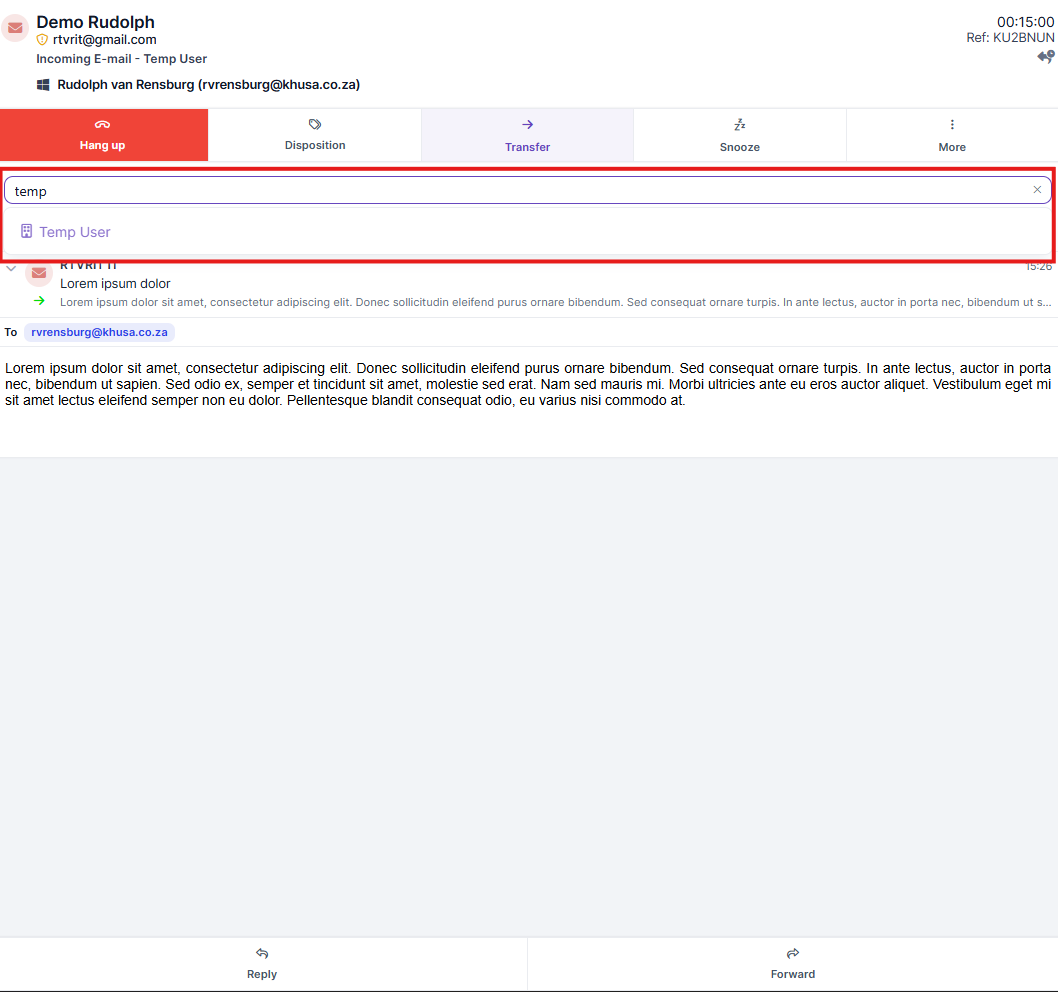 Demo Rudolph
00:15:00
rtvrit@gmail.com
Ref: KU2BNUN
Incoming E-mail - Temp User
Rudolph van Rensburg (rvrensburg@khusa.co.za)
Hang up
Disposition
Transfer
Snooze
More
temp
Temp User
RTVRIT IT
15:26
Lorem ipsum dolor
Lorem ipsum dolor sit amet, consectetur adipiscing elit. Donec sollicitudin eleifend purus ornare bibendum. Sed consequat ornare turpis. In ante lectus, auctor in porta nec, bibendum ut s...
To rvrensburg@khusa.co.za
Lorem ipsum dolor sit amet, consectetur adipiscing elit. Donec sollicitudin eleifend purus ornare bibendum. Sed consequat ornare turpis. In ante lectus, auctor in porta
nec, bibendum ut sapien. Sed odio ex, semper et tincidunt sit amet, molestie sed erat. Nam sed mauris mi. Morbi ultricies ante eu eros auctor aliquet. Vestibulum eget mi
sit amet lectus eleifend semper non eu dolor. Pellentesque blandit consequat odio, eu varius nisi commodo at.
Reply
Forward